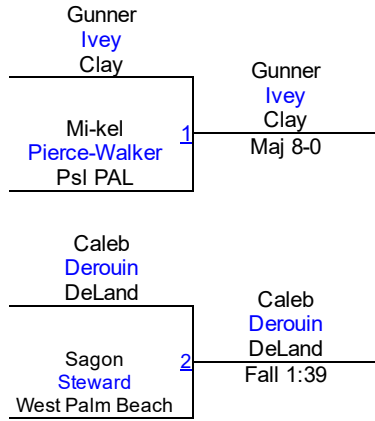 Gunner
Ivey
Clay
Mi-kel
Pierce-Walker
Psl PAL
1
Gunner
Ivey
Clay
Maj 8-0
Caleb
Derouin
DeLand
Sagon
Steward
West Palm Beach
2
Caleb
Derouin
DeLand
Fall 1:39